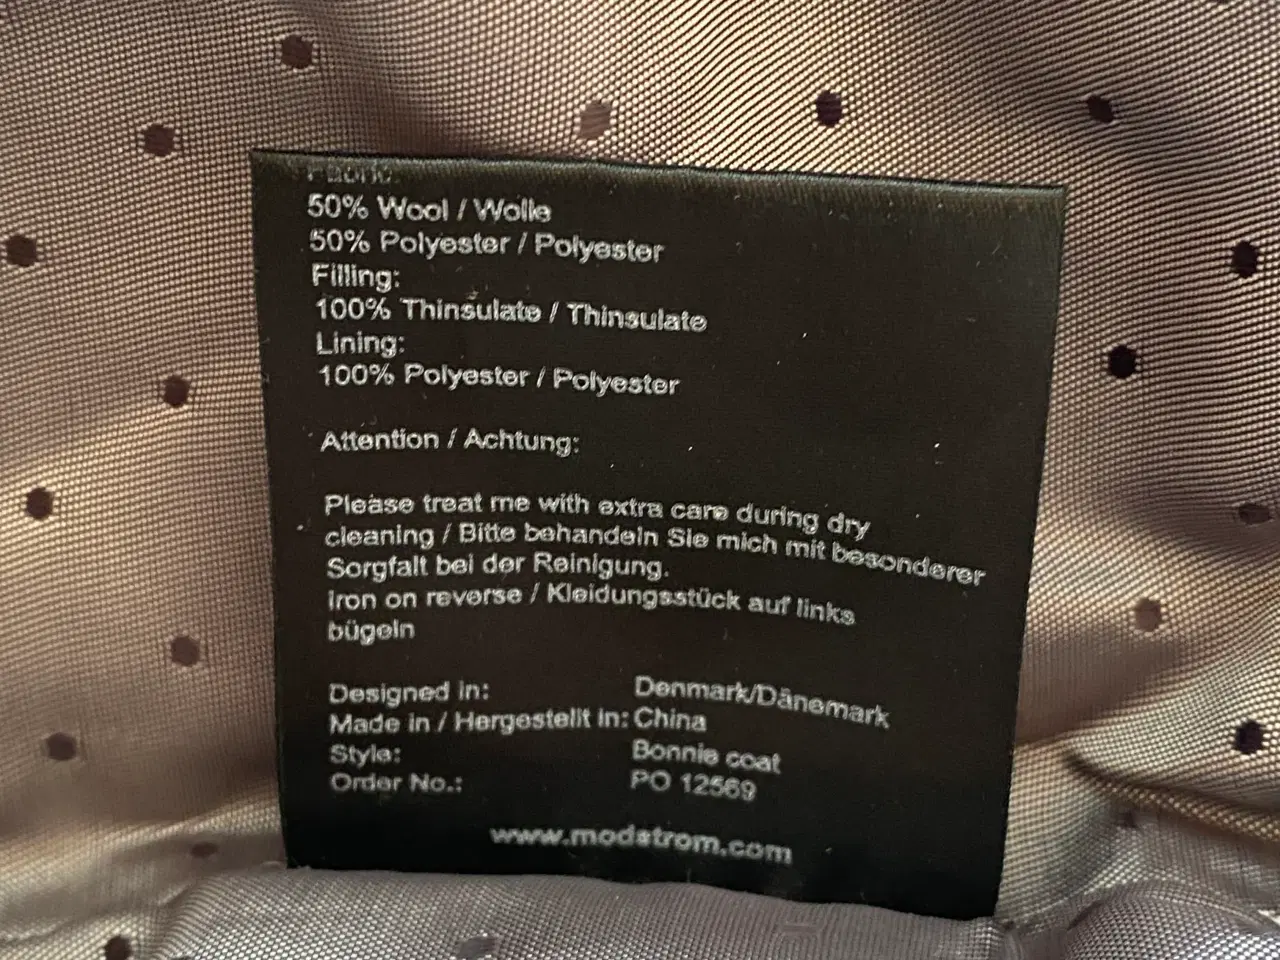 Fabric:
50% Wool / Wolle
50% Polyester / Polyester
Filling:
100% Thinsulate / Thinsulate
Lining:
100% Polyester / Polyester
Attention / Achtung:
Please treat me with extra care during dry
cleaning / Bitte behandeln Sie mich mit besonderer
Sorgfalt bei der Reinigung.
Iron on reverse / Kleidungsstück auf links
bügeln
Designed in: Denmark/Dänemark
Made in / Hergestellt in: China
Style: Bonnie coat
Order No.: PO 12569
www.modstrom.com